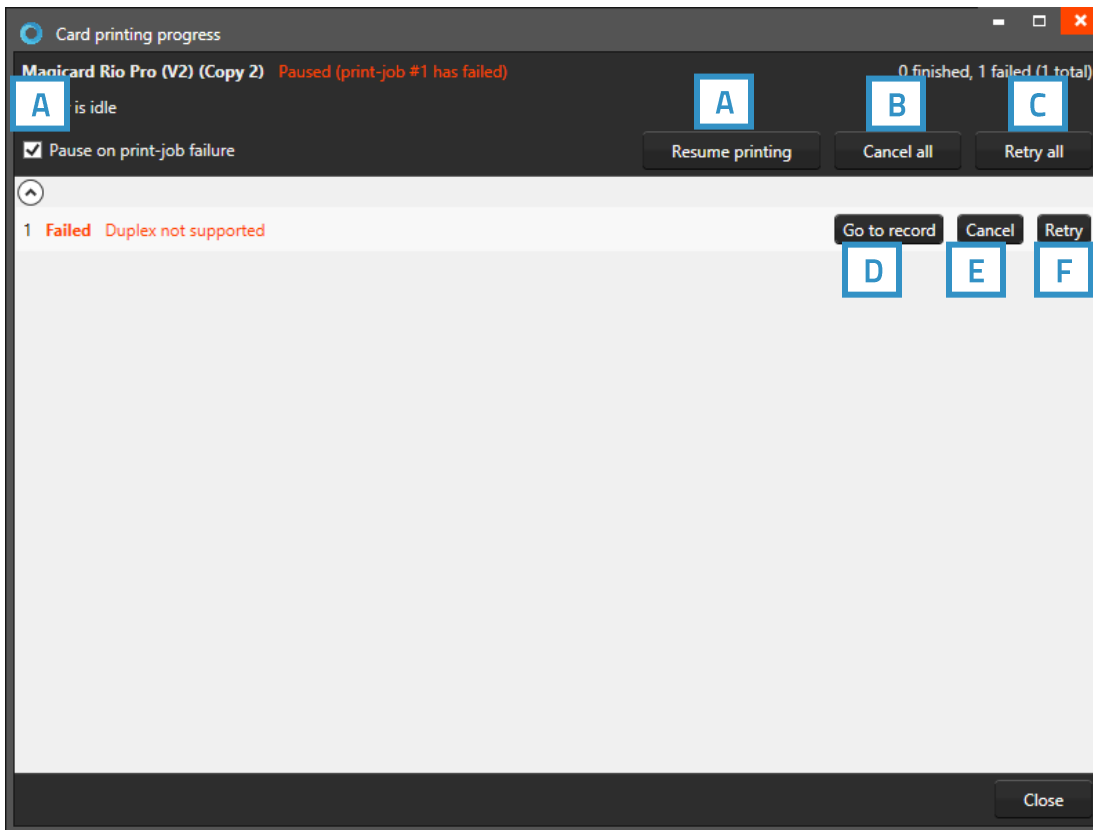 Card printing progress
Magicard Rio Pro (V2) (Copy 2) Paused (print-job #1 has failed) 0 finished, 1 failed (1 total)
A is idle A B C
Pause on print-job failure Resume printing Cancel all Retry all
1 Failed Duplex not supported Go to record Cancel Retry
D E F
Close